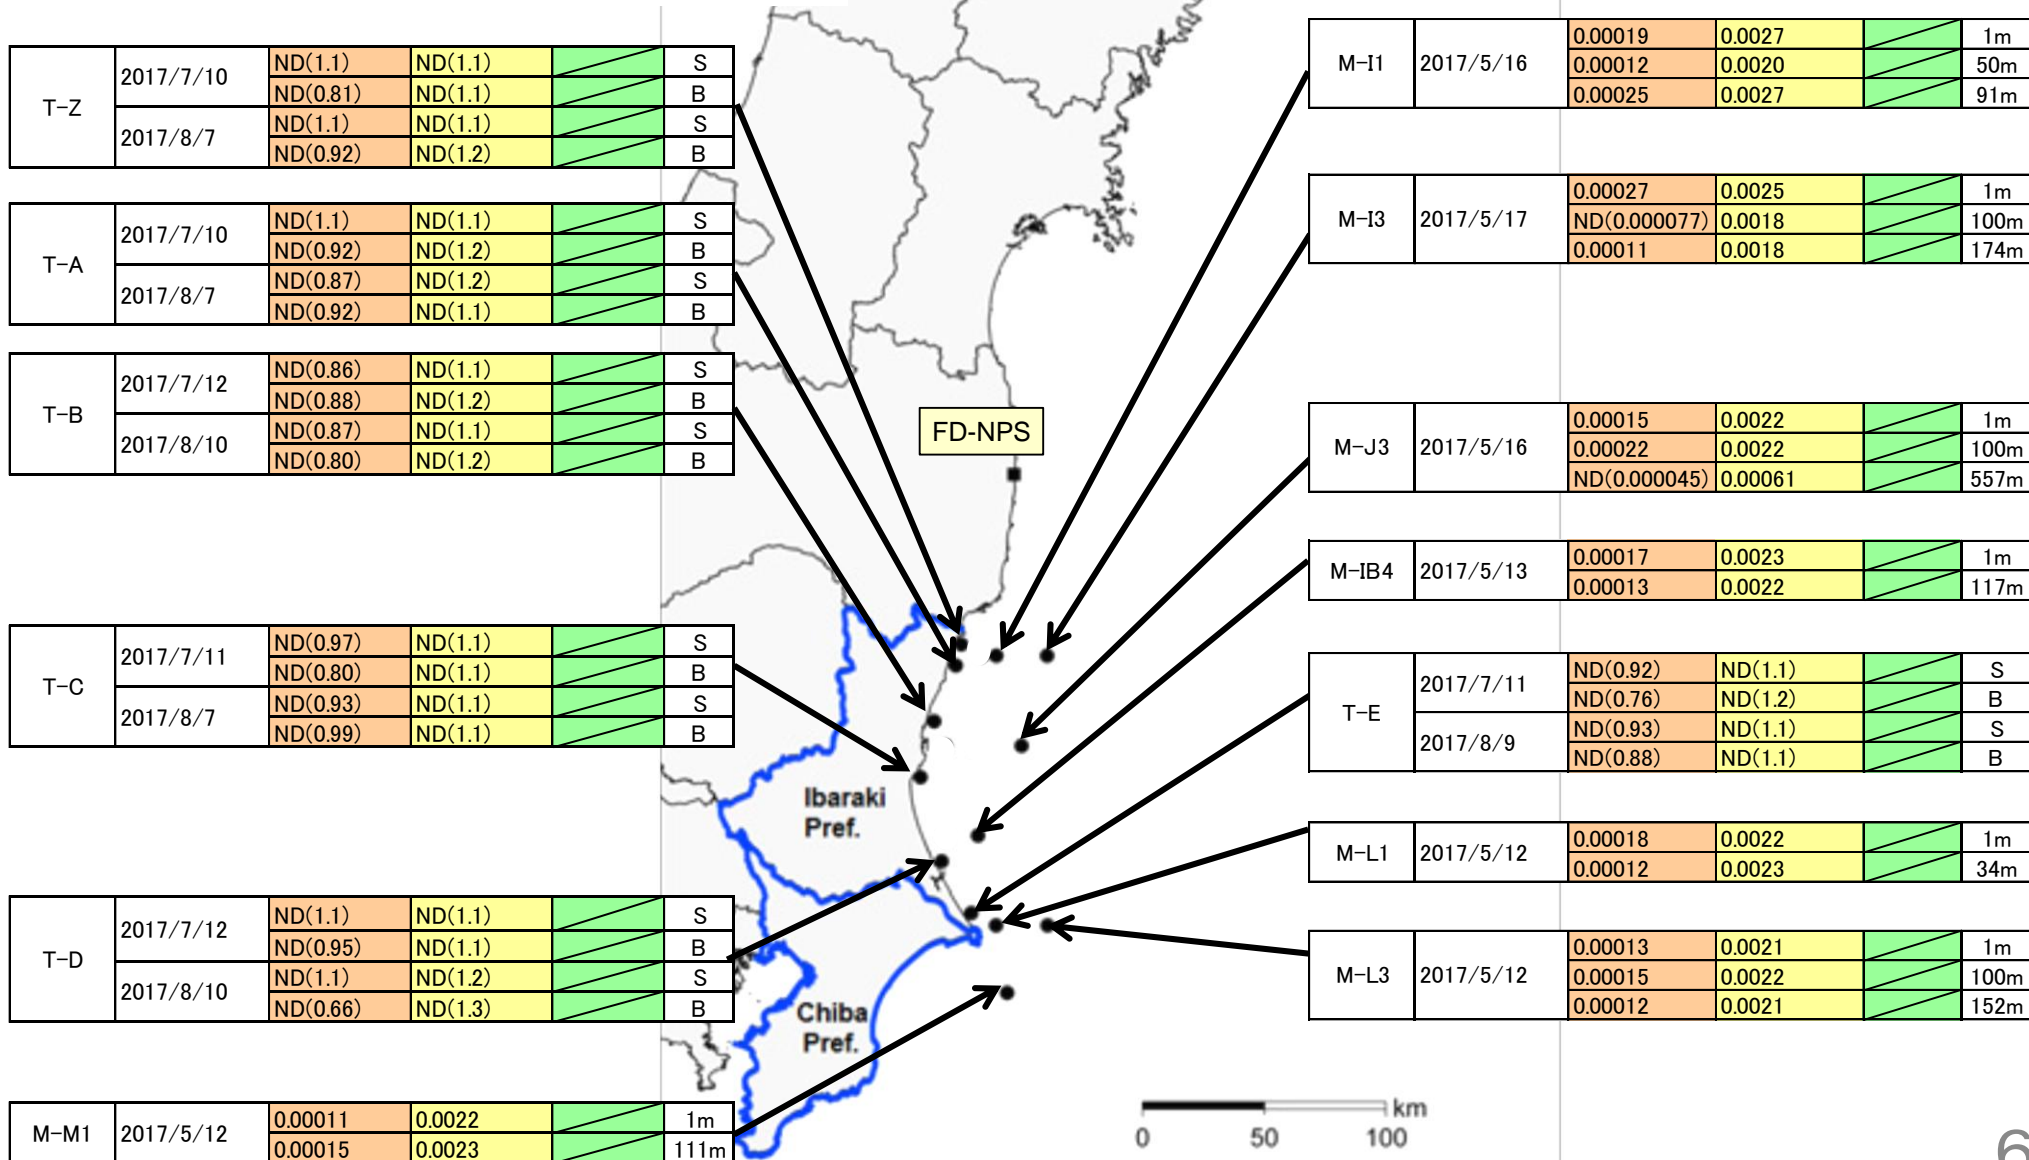 T-Z
2017/7/10 ND(1.1) ND(1.1) S
ND(0.81) ND(1.1) B
2017/8/7 ND(1.1) ND(1.1) S
ND(0.92) ND(1.2) B
T-A
2017/7/10 ND(1.1) ND(1.1) S
ND(0.92) ND(1.2) B
2017/8/7 ND(0.87) ND(1.2) S
ND(0.92) ND(1.1) B
T-B
2017/7/12 ND(0.86) ND(1.1) S
ND(0.88) ND(1.2) B
2017/8/10 ND(0.87) ND(1.1) S
ND(0.80) ND(1.2) B
T-C
2017/7/11 ND(0.97) ND(1.1) S
ND(0.80) ND(1.1) B
2017/8/7 ND(0.93) ND(1.1) S
ND(0.99) ND(1.1) B
T-D
2017/7/12 ND(1.1) ND(1.1) S
ND(0.95) ND(1.1) B
2017/8/10 ND(1.1) ND(1.2) S
ND(0.66) ND(1.3) B
M-M1 2017/5/12
0.00011 0.0022 1m
0.00015 0.0023 111m
FD-NPS
Ibaraki
Pref.
Chiba
Pref.
km
0 50 100
M-I1 2017/5/16
0.00019 0.0027 1m
0.00012 0.0020 50m
0.00025 0.0027 91m
M-I3 2017/5/17
0.00027 0.0025 1m
ND(0.000077) 0.0018 100m
0.00011 0.0018 174m
M-J3 2017/5/16
0.00015 0.0022 1m
0.00022 0.0022 100m
ND(0.000045) 0.00061 557m
M-IB4 2017/5/13
0.00017 0.0023 1m
0.00013 0.0022 117m
T-E
2017/7/11 ND(0.92) ND(1.1) S
ND(0.76) ND(1.2) B
2017/8/9 ND(0.93) ND(1.1) S
ND(0.88) ND(1.1) B
M-L1 2017/5/12
0.00018 0.0022 1m
0.00012 0.0023 34m
M-L3 2017/5/12
0.00013 0.0021 1m
0.00015 0.0022 100m
0.00012 0.0021 152m
6